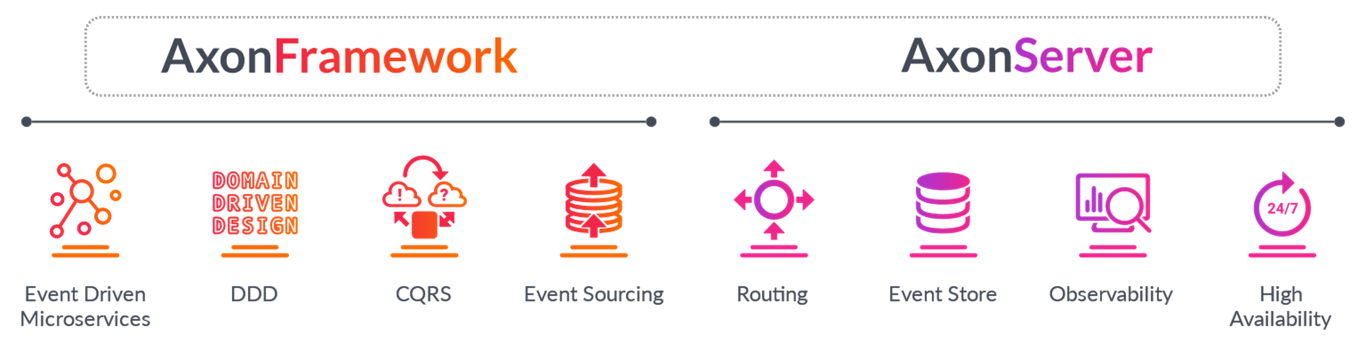 AxonFramework
AxonServer
DOMAIN
DRIVEN
DESIGN
!
?
24/7
Event Driven
Microservices
DDD
CQRS
Event Sourcing
Routing
Event Store
Observability
High
Availability